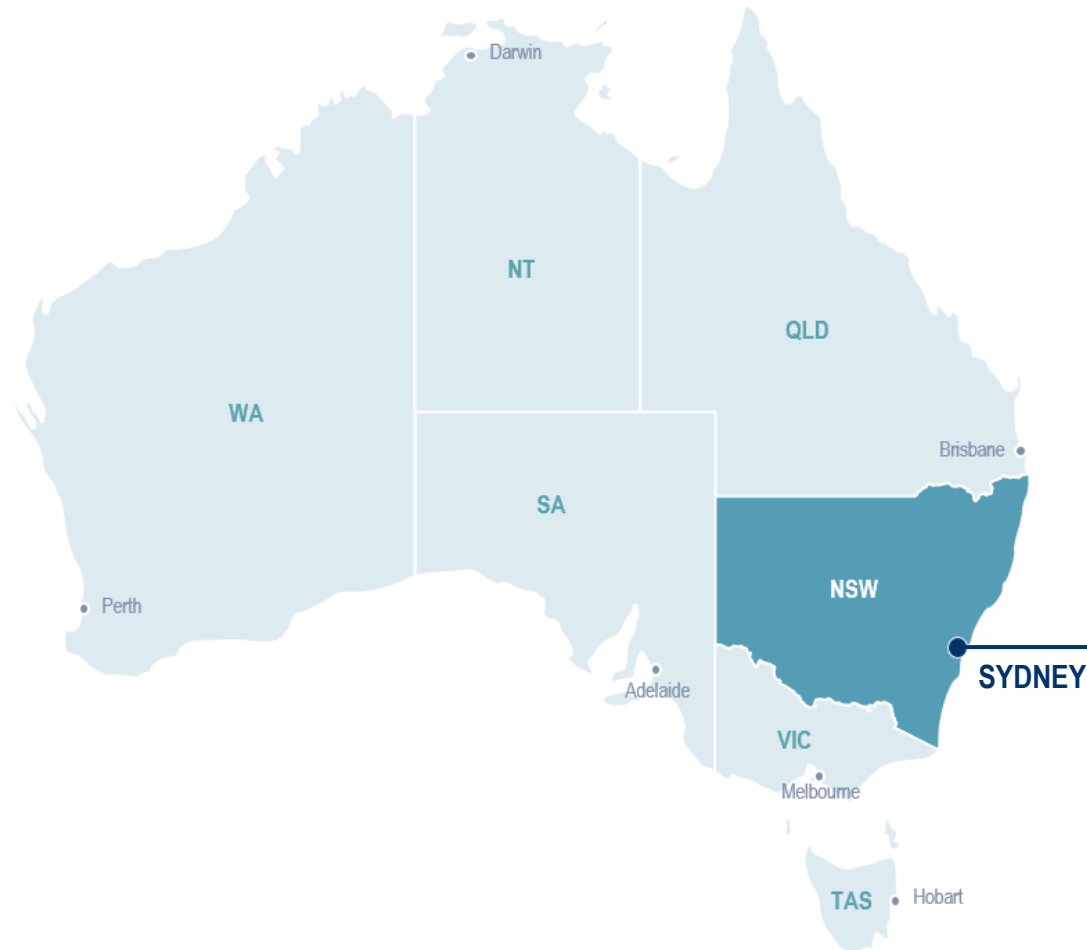 Darwin
NT
QLD
WA
Brisbane
SA
NSW
Perth
SYDNEY
Adelaide
VIC
Melbourne
TAS
Hobart